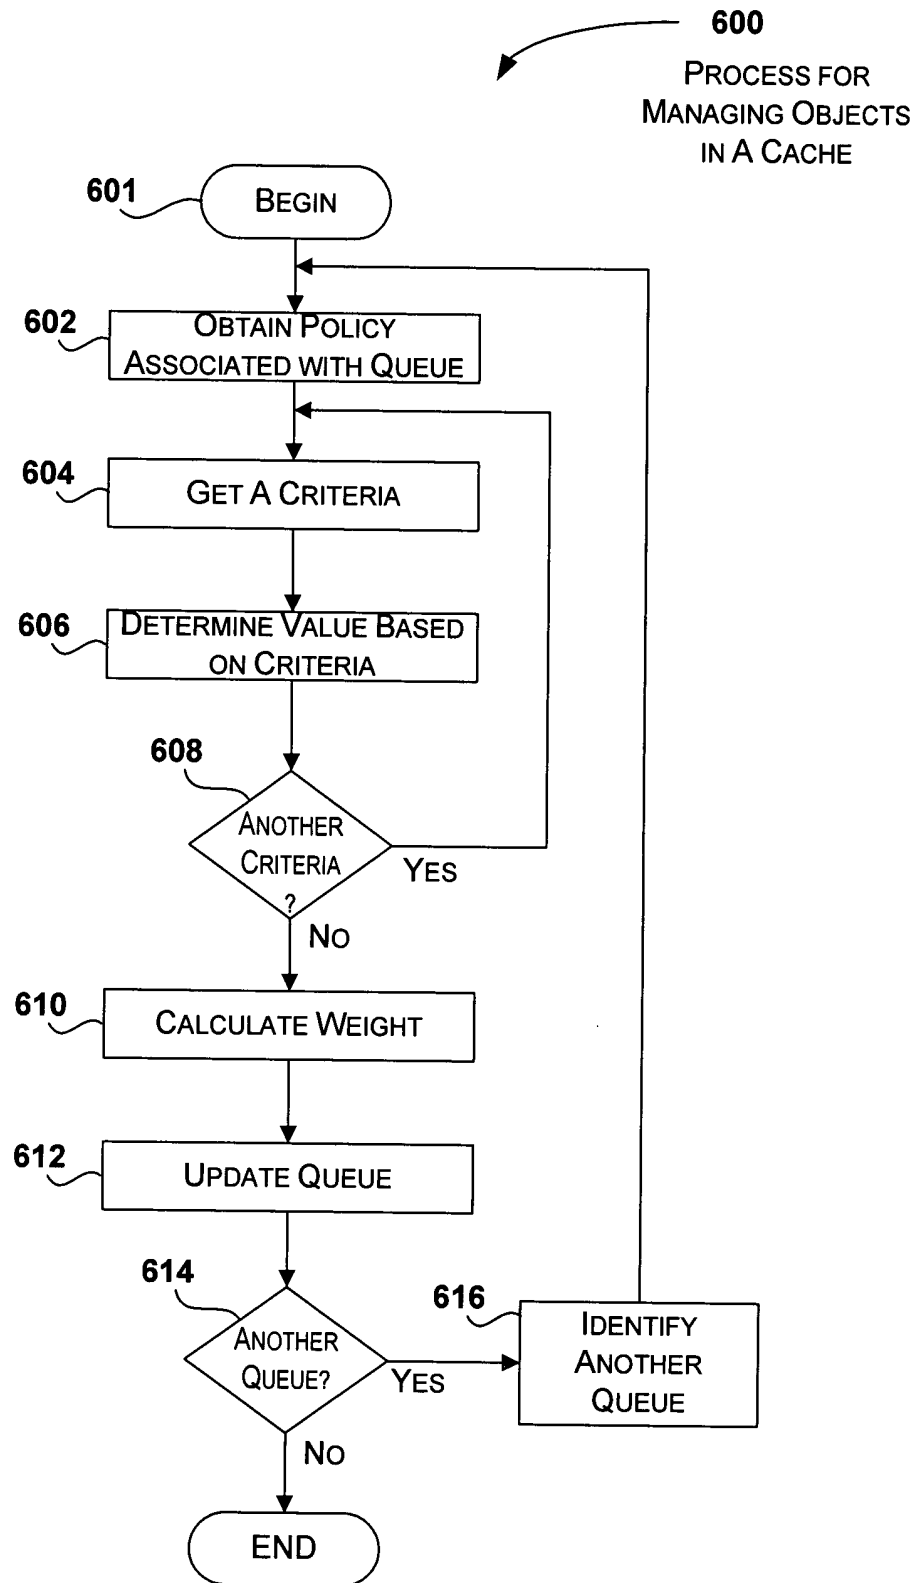 600
PROCESS FOR
MANAGING OBJECTS
IN A CACHE
601
BEGIN
602
OBTAIN POLICY
ASSOCIATED WITH QUEUE
604
GET A CRITERIA
606
DETERMINE VALUE BASED
ON CRITERIA
608
ANOTHER
CRITERIA
?
YES
NO
610
CALCULATE WEIGHT
612
UPDATE QUEUE
614
ANOTHER
QUEUE?
YES
616
IDENTIFY
ANOTHER
QUEUE
NO
END